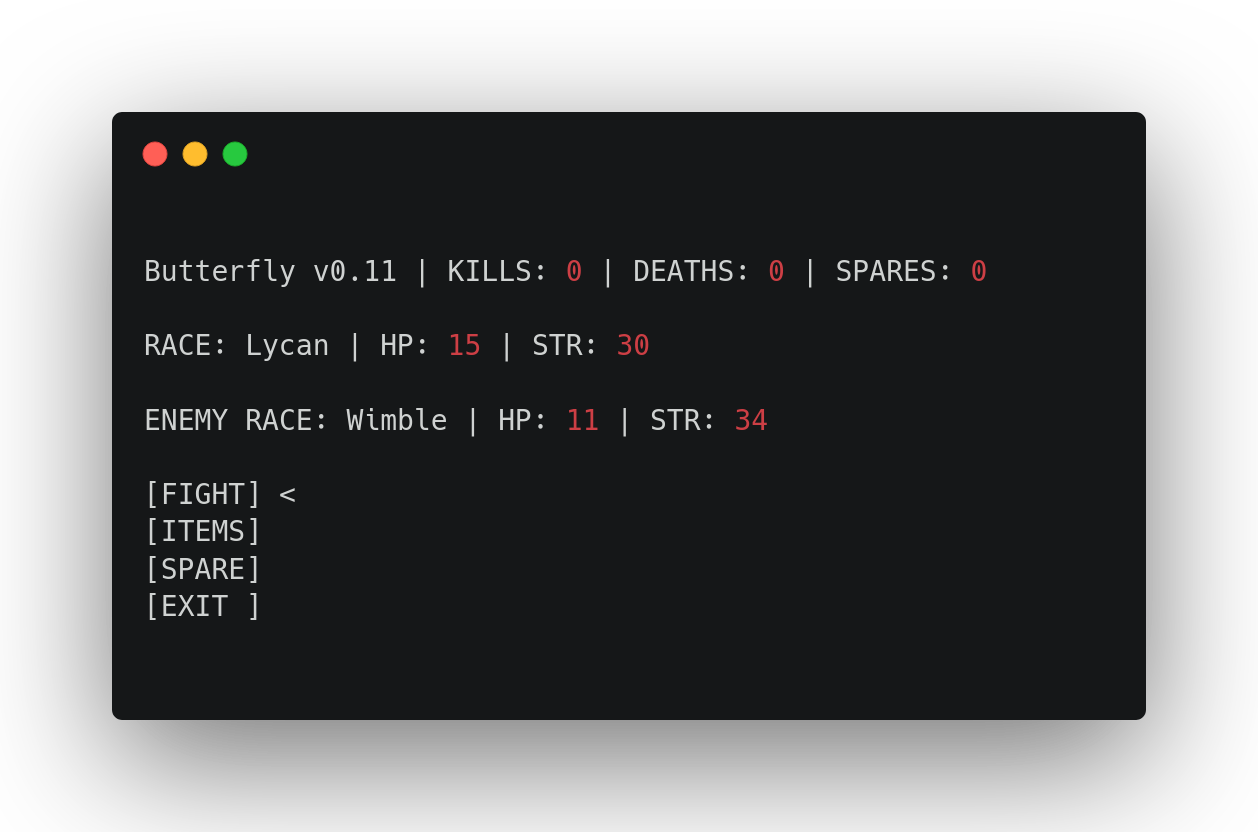 Butterfly v0.11 | KILLS: 0 | DEATHS: 0 | SPARES: 0
RACE: Lycan | HP: 15 | STR: 30
ENEMY RACE: Wimble | HP: 11 | STR: 34
[FIGHT] <
[ITEMS]
[SPARE]
[EXIT ]